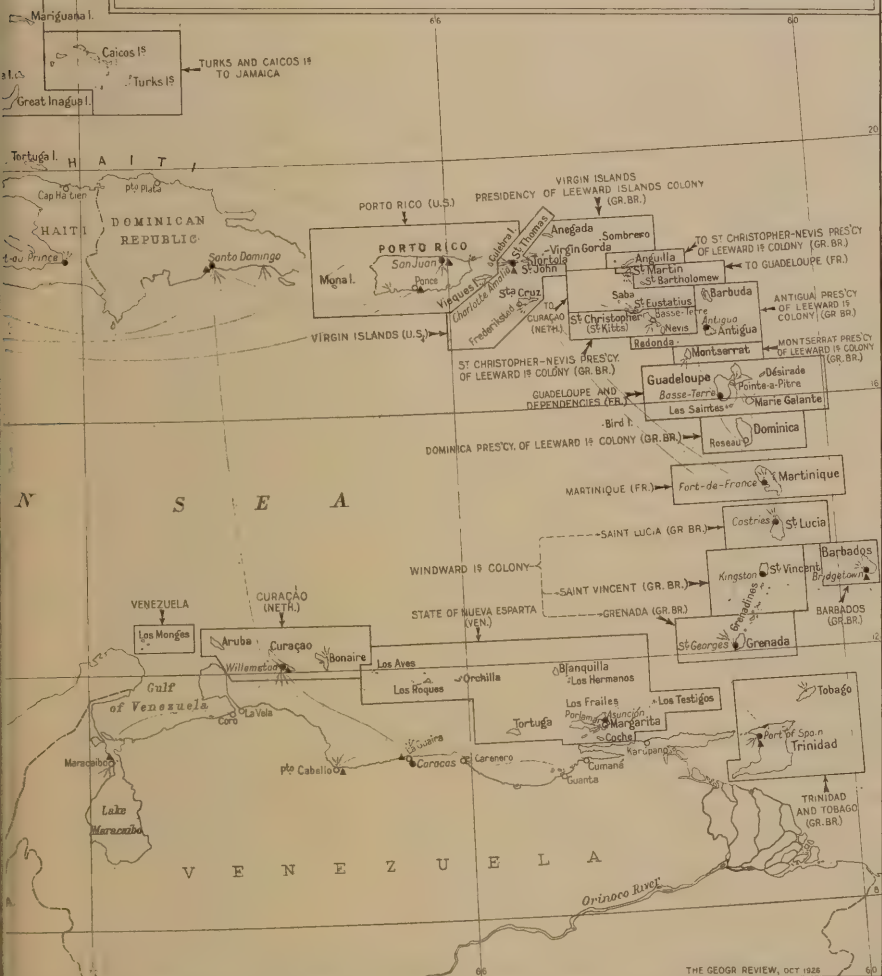 66
60
Mariguana I.
Caicos Is
Turks Is
TURKS AND CAICOS Is
TO JAMAICA
Great Inagua I.
20
Tortuga I.
HAITI
Cap Haïtien
pto Plata
HAITI
DOMINICAN
REPUBLIC
Santo Domingo
PORTO RICO (U.S.)
VIRGIN ISLANDS
PRESIDENCY OF LEEWARD ISLANDS COLONY
(GR.BR.)
PORTO RICO
San Juan
Ponce
Mona I.
Culebra I.
St Thomas
Vieques I.
Charlotte Amalia
Anegada
Sombrero
Virgin Gorda
Tortola
St John
Sta Cruz
Frederiksted
VIRGIN ISLANDS (U.S.)
Anguilla
St Martin
St Bartholomew
TO ST CHRISTOPHER-NEVIS PRES'CY
OF LEEWARD Is COLONY (GR.BR.)
TO GUADELOUPE (FR.)
TO
CURAÇAO
(NETH.)
Saba
St Eustatius
Barbuda
St Christopher
(St Kitts)
Basse-Terre
Nevis
Antigua
Antigua
Redonda
Montserrat
ANTIGUA PRES'CY
OF LEEWARD Is
COLONY (GR BR)
MONTSERRAT PRES'CY
OF LEEWARD Is COLONY
(GR.BR.)
ST CHRISTOPHER-NEVIS PRES'CY.
OF LEEWARD Is COLONY (GR.BR.)
GUADELOUPE AND
DEPENDENCIES (FR.)
Guadeloupe
Désirade
Pointe-a-Pitre
Basse-Terre
Marie Galante
Les Saintes
16
Bird I.
DOMINICA PRES'CY. OF LEEWARD Is COLONY (GR.BR.)
Roseau
Dominica
MARTINIQUE (FR.)
Fort-de-France
Martinique
N SEA
SAINT LUCIA (GR BR.)
Castries
St Lucia
WINDWARD Is COLONY
SAINT VINCENT (GR. BR.)
Kingston
St Vincent
Barbados
Bridgetown
BARBADOS
(GR.BR.)
GRENADA (GR.BR.)
Grenadines
St Georges
Grenada
12
VENEZUELA
Los Monges
CURAÇAO
(NETH.)
Aruba
Curaçao
Bonaire
Willemstad
STATE OF NUEVA ESPARTA
(VEN.)
Los Aves
Los Roques
Orchilla
Blanquilla
Los Hermanos
Los Frailes
Los Testigos
Porlamar
Asunción
Margarita
Tortuga
Coche
Tobago
Port of Spain
Trinidad
TRINIDAD
AND TOBAGO
(GR.BR.)
Gulf
of Venezuela
Coro
La Vela
Maracaibo
Lake
Maracaibo
pto Cabello
La Guaira
Caracas
Carenero
Guanta
Cumaná
Karupano
VENEZUELA
Orinoco River
8
66
THE GEOGR REVIEW, OCT 1926
60